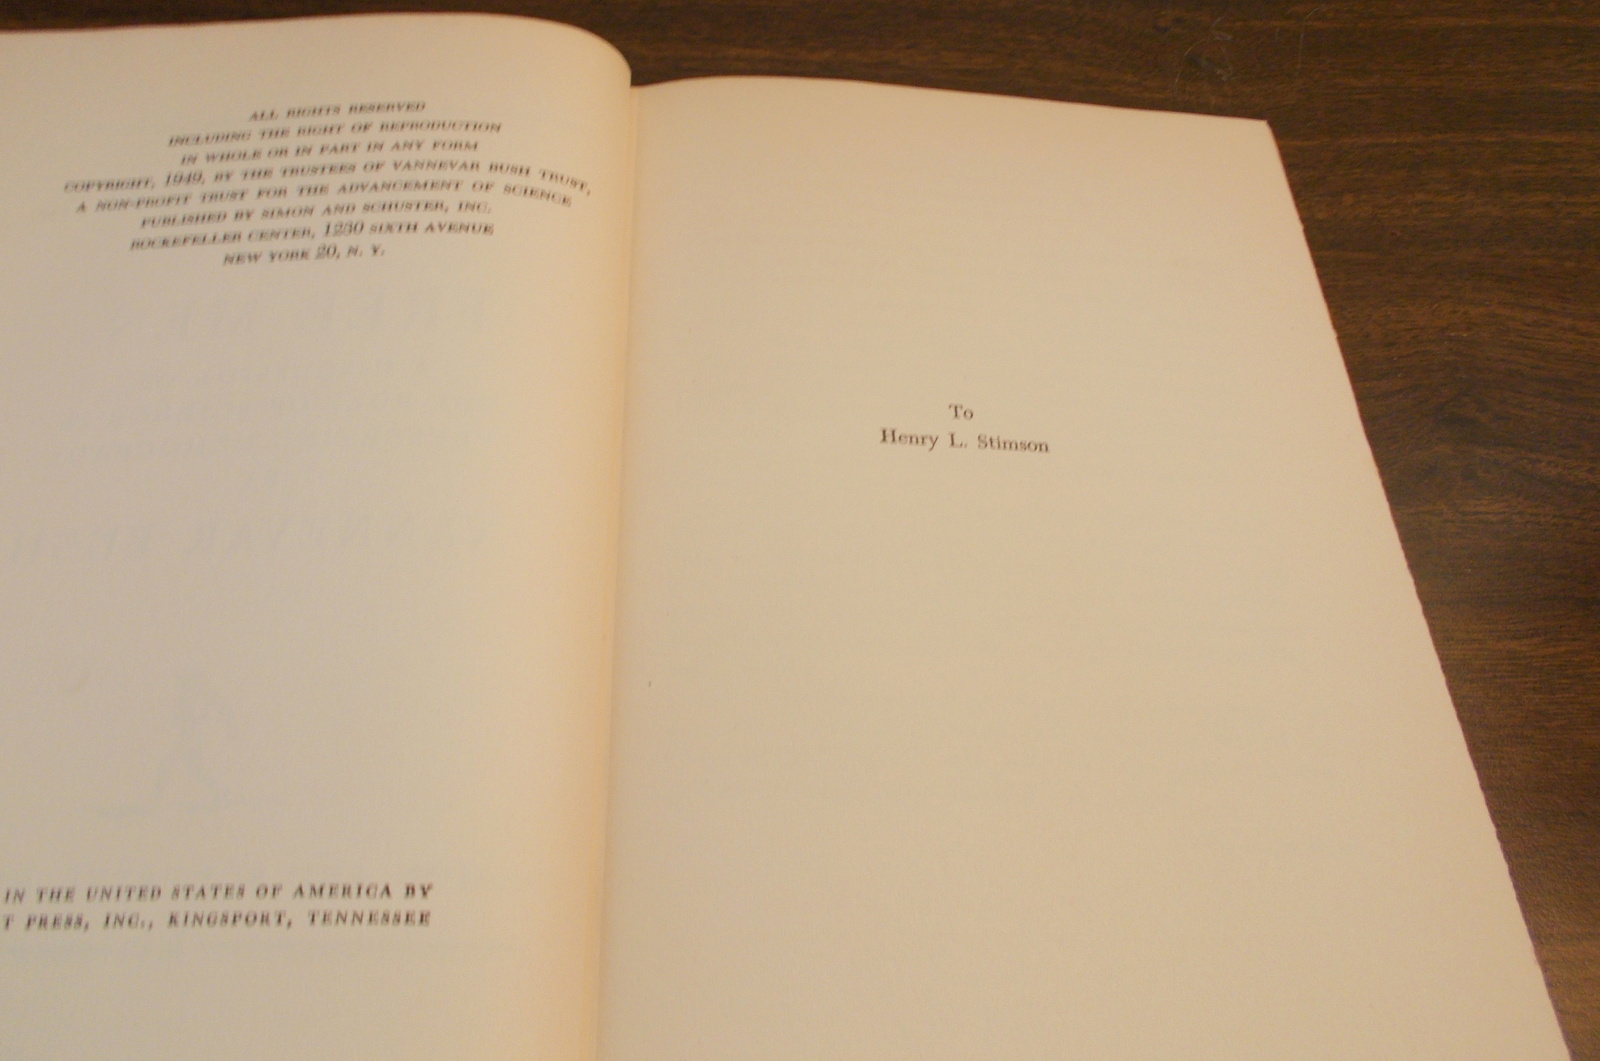 ALL RIGHTS RESERVED
INCLUDING THE RIGHT OF REPRODUCTION
IN WHOLE OR IN PART IN ANY FORM
COPYRIGHT, 1949, BY THE TRUSTEES OF VANNEVAR BUSH TRUST,
A NON-PROFIT TRUST FOR THE ADVANCEMENT OF SCIENCE
PUBLISHED BY SIMON AND SCHUSTER, INC.
ROCKEFELLER CENTER, 1230 SIXTH AVENUE
NEW YORK 20, N. Y.
IN THE UNITED STATES OF AMERICA BY
T PRESS, INC., KINGSPORT, TENNESSEE
To
Henry L. Stimson